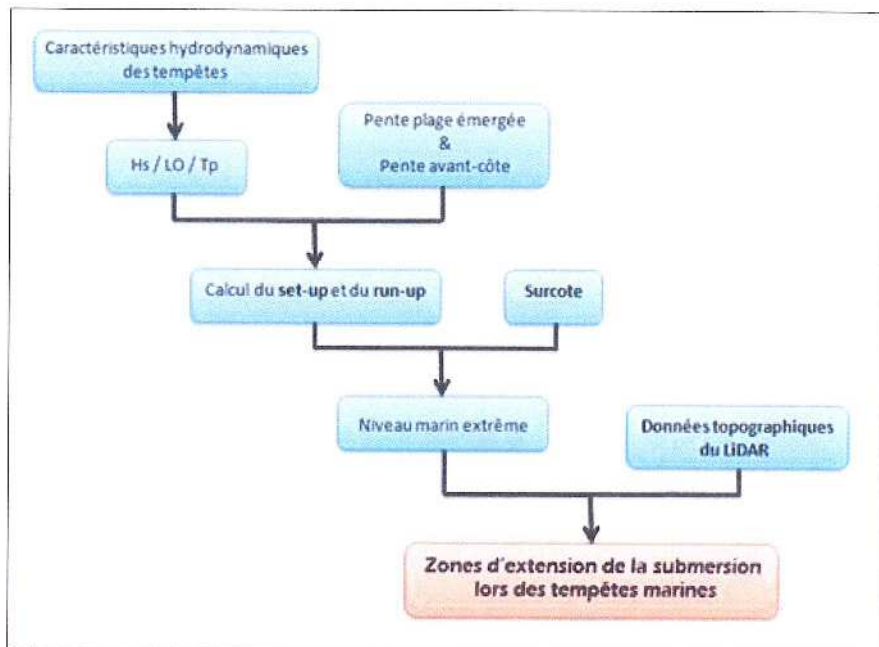 Caractéristiques hydrodynamiques
des tempêtes
Pente plage émergée
&
Pente avant-côte
Hs / LO / Tp
Calcul du set-up et du run-up
Surcote
Niveau marin extrême
Données topographiques
du LiDAR
Zones d'extension de la submersion
lors des tempêtes marines